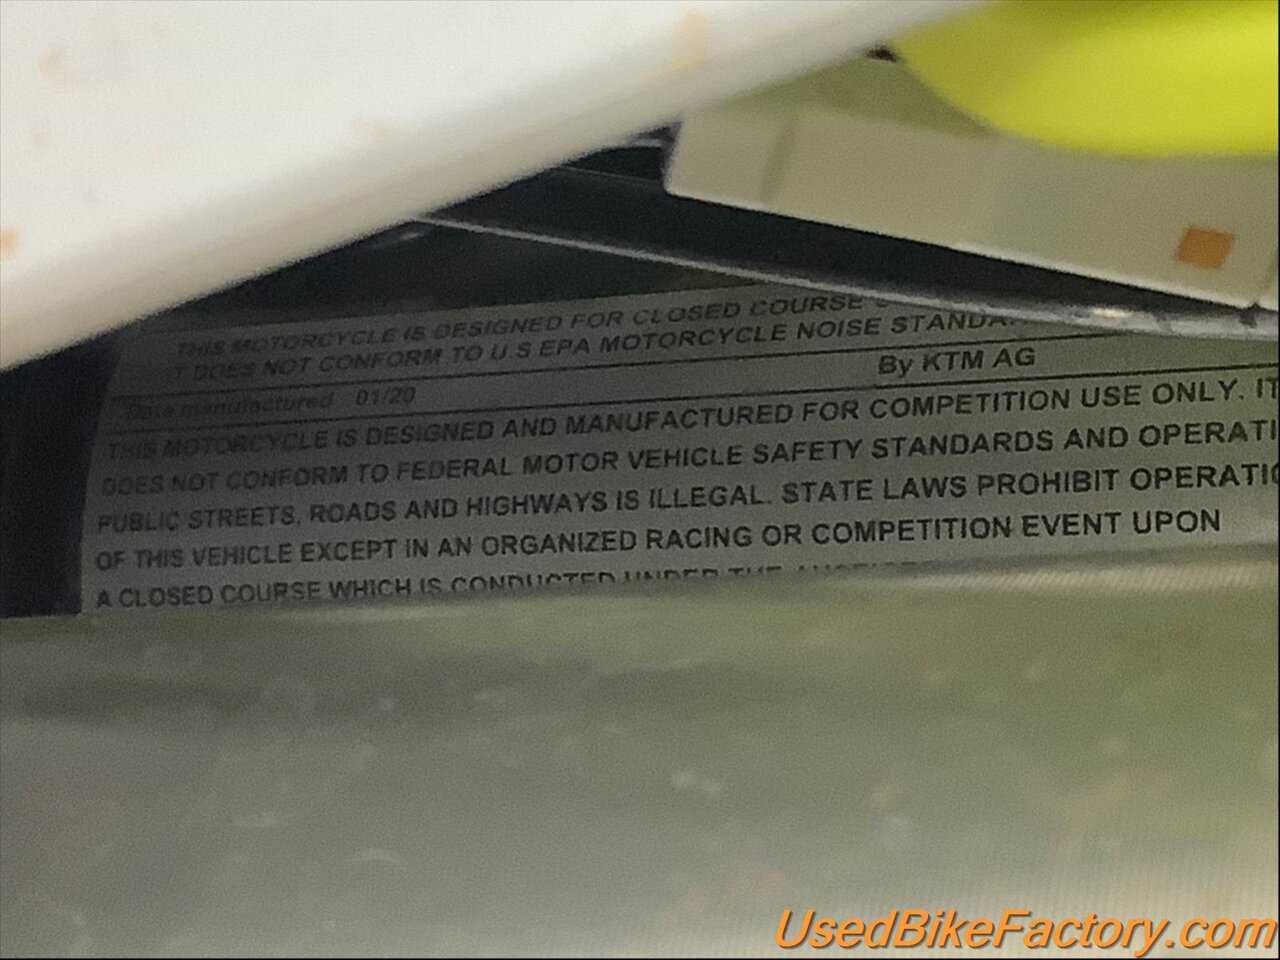 THIS MOTORCYCLE IS DESIGNED FOR CLOSED COURSE
IT DOES NOT CONFORM TO U.S EPA MOTORCYCLE NOISE
Date manufactured 01/20 By KTM AG
THIS MOTORCYCLE IS DESIGNED AND MANUFACTURED FOR COMPETITION USE ONLY. IT
DOES NOT CONFORM TO FEDERAL MOTOR VEHICLE SAFETY STANDARDS AND
PUBLIC STREETS, ROADS AND HIGHWAYS IS ILLEGAL. STATE LAWS PROHIBIT
OF THIS VEHICLE EXCEPT IN AN ORGANIZED RACING OR COMPETITION EVENT UPON
A CLOSED COURSE WHICH IS CONDUCTED UNDER THE
UsedBikeFactory.com